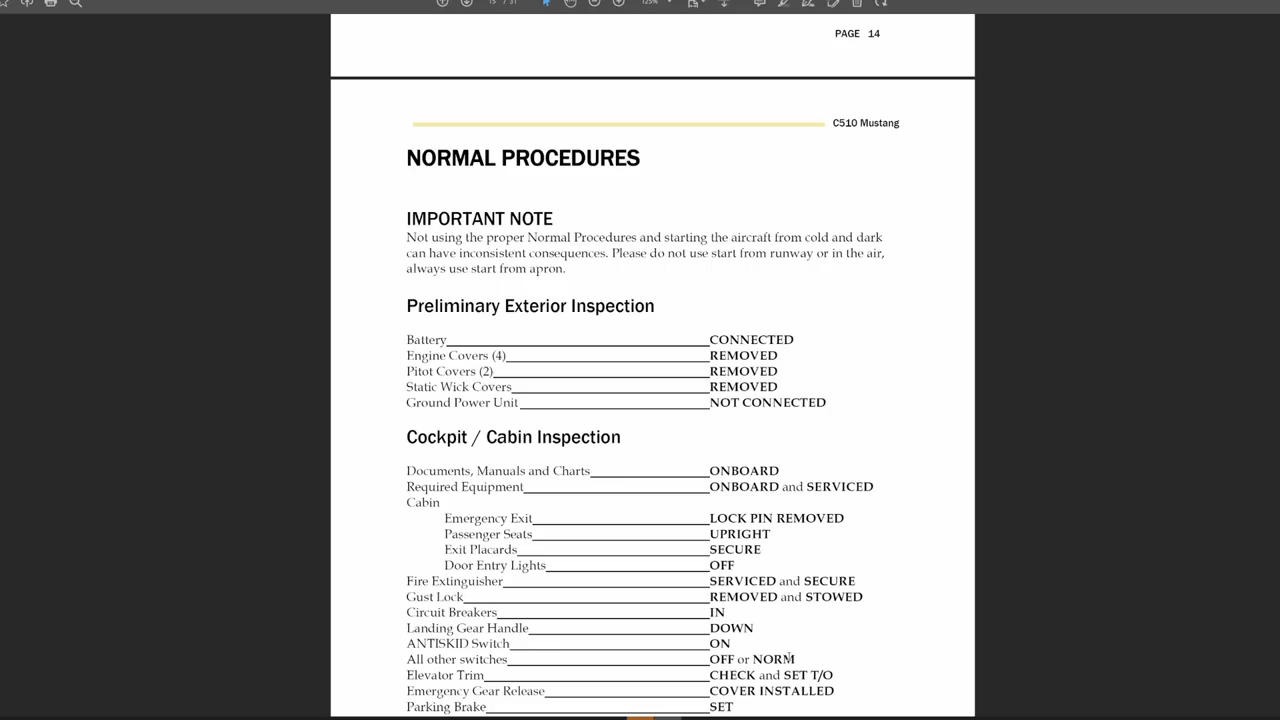 15 / 31
125%
PAGE 14
C510 Mustang
NORMAL PROCEDURES
IMPORTANT NOTE
Not using the proper Normal Procedures and starting the aircraft from cold and dark
can have inconsistent consequences. Please do not use start from runway or in the air,
always use start from apron.
Preliminary Exterior Inspection
Battery CONNECTED
Engine Covers (4) REMOVED
Pitot Covers (2) REMOVED
Static Wick Covers REMOVED
Ground Power Unit NOT CONNECTED
Cockpit / Cabin Inspection
Documents, Manuals and Charts ONBOARD
Required Equipment ONBOARD and SERVICED
Cabin
Emergency Exit LOCK PIN REMOVED
Passenger Seats UPRIGHT
Exit Placards SECURE
Door Entry Lights OFF
Fire Extinguisher SERVICED and SECURE
Gust Lock REMOVED and STOWED
Circuit Breakers IN
Landing Gear Handle DOWN
ANTISKID Switch ON
All other switches OFF or NORM
Elevator Trim CHECK and SET T/O
Emergency Gear Release COVER INSTALLED
Parking Brake SET